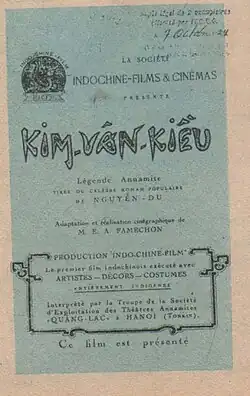 INDOCHINE-FILM
LA SOCIÉTÉ
INDOCHINE-FILMS & CINÉMAS
PRÉSENTE
KIM-VÂN-KIỀU
Légende Annamite
TIRÉE DU CÉLÈBRE ROMAN POPULAIRE
DE NGUYÊN-DU
Adaptation et réalisation cinégraphique de
M. E. A. FAMECHON
PRODUCTION "INDO-CHINE-FILM"
Le premier film indochinois exécuté avec
ARTISTES — DÉCORS — COSTUMES
ENTIÈREMENT INDIGÈNES
Interprété par la Troupe de la Société
d'Exploitation des Théâtres Annamites
«QUANG-LAC» à HANOI (TONKIN).
Ce film est présenté